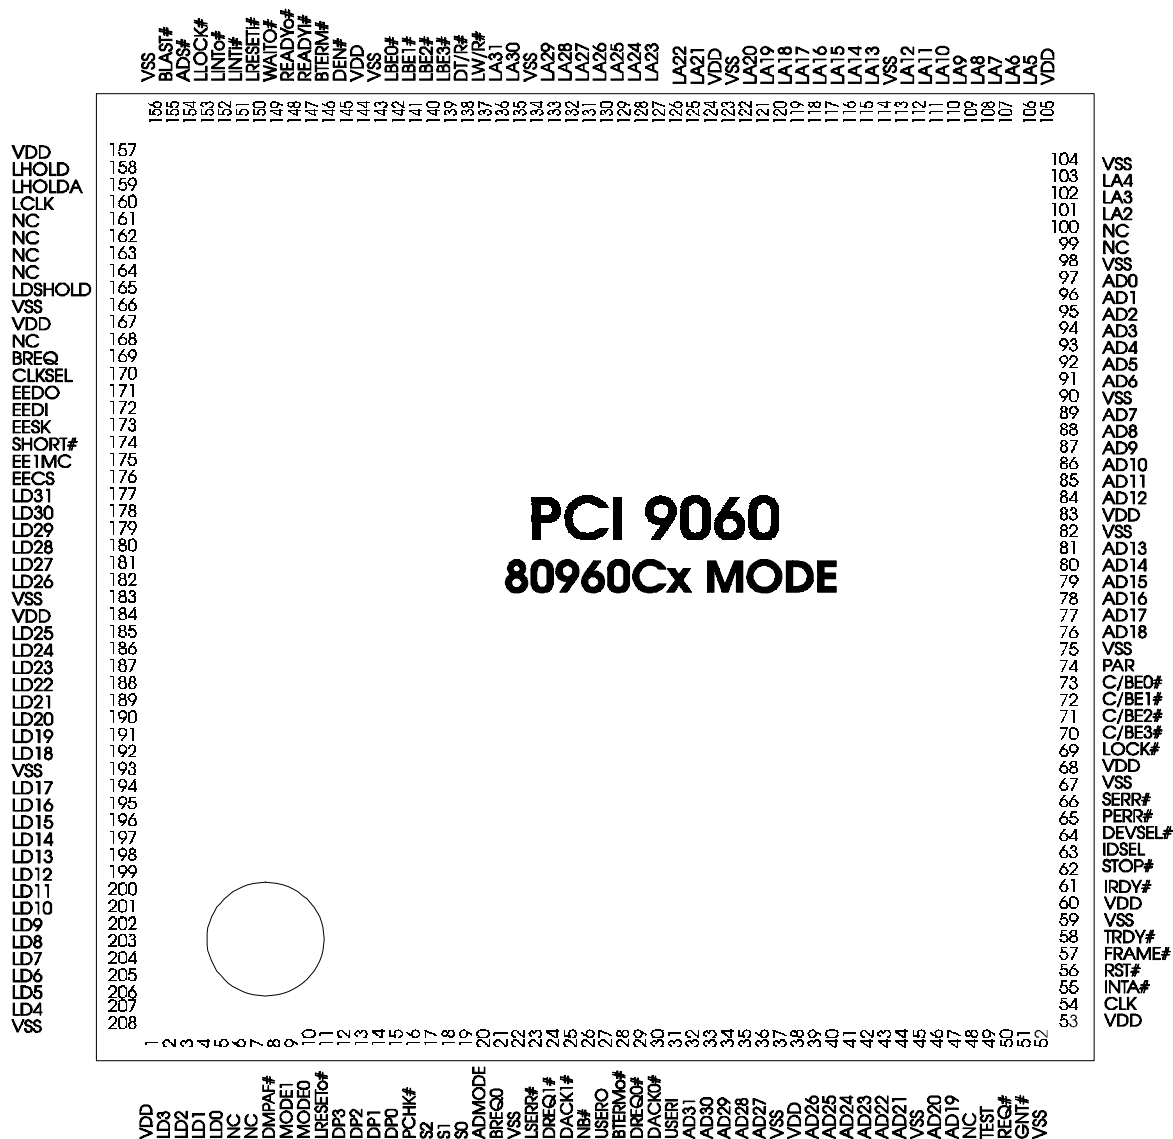 VSS BLAST# ADS# LLOCK# LINTo# LINTi# LRESETi# WAITO# READYo# READYi# BTERM# DEN# VDD VSS LBE0# LBE1# LBE2# LBE3# DT/R# LW/R# LA31 LA30 VSS LA29 LA28 LA27 LA26 LA25 LA24 LA23 LA22 LA21 VDD VSS LA20 LA19 LA18 LA17 LA16 LA15 LA14 LA13 VSS LA12 LA11 LA10 LA9 LA8 LA7 LA6 LA5 VDD
156 155 154 153 152 151 150 149 148 147 146 145 144 143 142 141 140 139 138 137 136 135 134 133 132 131 130 129 128 127 126 125 124 123 122 121 120 119 118 117 116 115 114 113 112 111 110 109 108 107 106 105
VDD 157
LHOLD 158
LHOLDA 159
LCLK 160
NC 161
NC 162
NC 163
NC 164
LDSHOLD 165
VSS 166
VDD 167
NC 168
BREQ 169
CLKSEL 170
EEDO 171
EEDI 172
EESK 173
SHORT# 174
EE1MC 175
EECS 176
LD31 177
LD30 178
LD29 179
LD28 180
LD27 181
LD26 182
VSS 183
VDD 184
LD25 185
LD24 186
LD23 187
LD22 188
LD21 189
LD20 190
LD19 191
LD18 192
VSS 193
LD17 194
LD16 195
LD15 196
LD14 197
LD13 198
LD12 199
LD11 200
LD10 201
LD9 202
LD8 203
LD7 204
LD6 205
LD5 206
LD4 207
VSS 208
PCI 9060
80960Cx MODE
104 VSS
103 LA4
102 LA3
101 LA2
100 NC
99 NC
98 VSS
97 AD0
96 AD1
95 AD2
94 AD3
93 AD4
92 AD5
91 AD6
90 VSS
89 AD7
88 AD8
87 AD9
86 AD10
85 AD11
84 AD12
83 VDD
82 VSS
81 AD13
80 AD14
79 AD15
78 AD16
77 AD17
76 AD18
75 VSS
74 PAR
73 C/BE0#
72 C/BE1#
71 C/BE2#
70 C/BE3#
69 LOCK#
68 VDD
67 VSS
66 SERR#
65 PERR#
64 DEVSEL#
63 IDSEL
62 STOP#
61 IRDY#
60 VDD
59 VSS
58 TRDY#
57 FRAME#
56 RST#
55 INTA#
54 CLK
53 VDD
1 2 3 4 5 6 7 8 9 10 11 12 13 14 15 16 17 18 19 20 21 22 23 24 25 26 27 28 29 30 31 32 33 34 35 36 37 38 39 40 41 42 43 44 45 46 47 48 49 50 51 52
VDD LD3 LD2 LD1 LD0 NC NC DMPAF# MODE1 MODE0 LRESETo# DP3 DP2 DP1 DP0 PCHK# S2 S1 S0 ADMODE BREQ0 VSS LSERR# DREQ1# DACK1# NB# USERO BTERMo# DREQ0# DACK0# USERI AD31 AD30 AD29 AD28 AD27 VSS VDD AD26 AD25 AD24 AD23 AD22 AD21 VSS AD20 AD19 NC TEST REQ# GNT# VSS